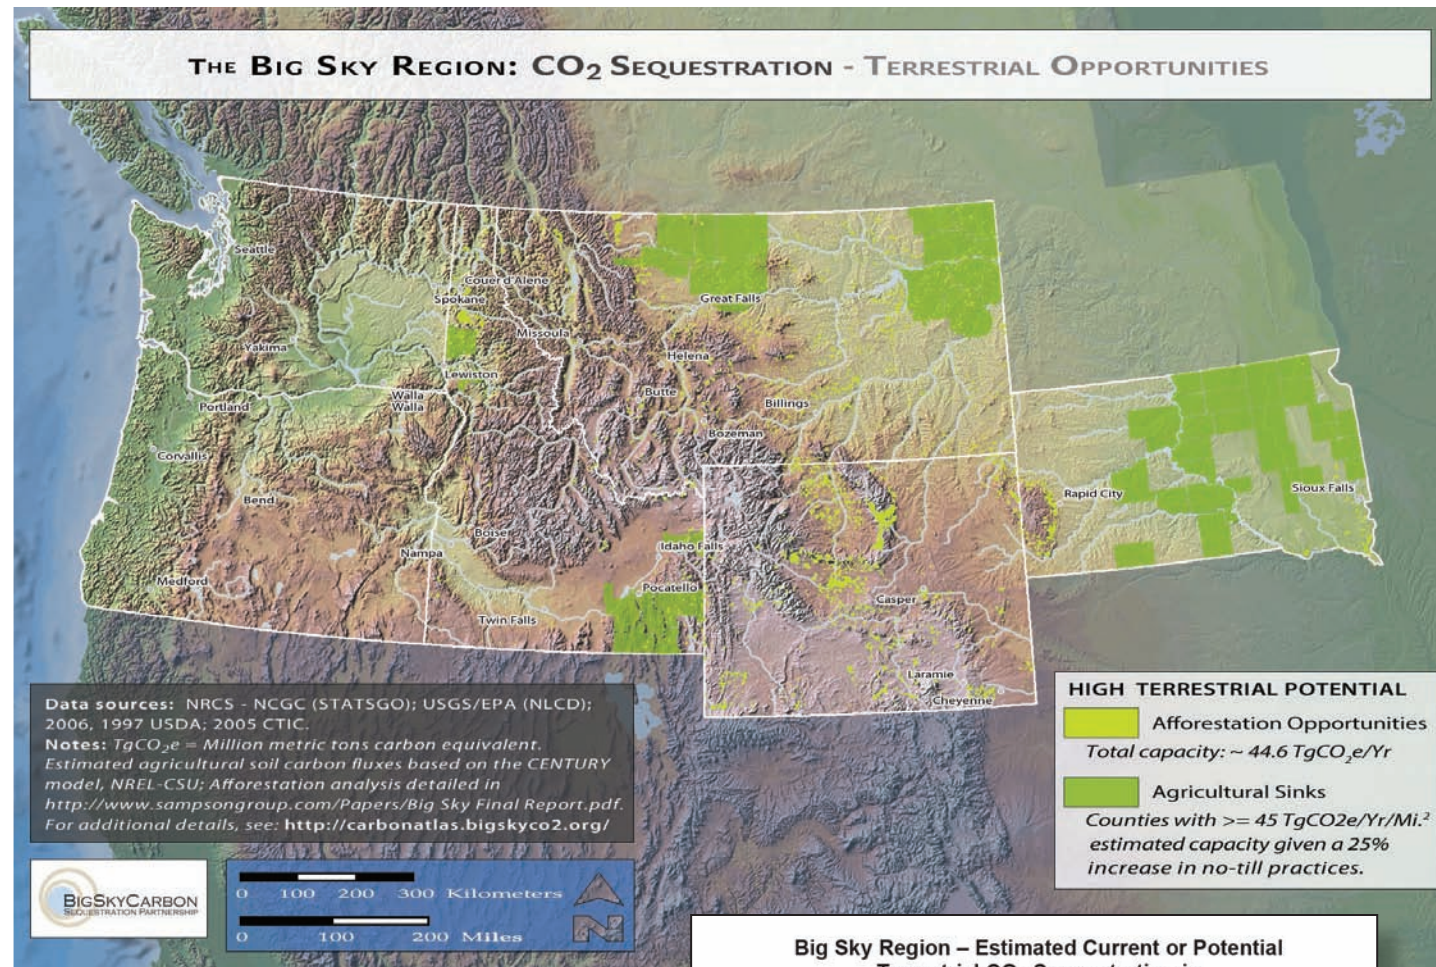 THE BIG SKY REGION: CO2 SEQUESTRATION - TERRESTRIAL OPPORTUNITIES
Seattle
Couer d'Alene
Spokane
Great Falls
Missoula
Yakima
Helena
Lewiston
Butte
Walla
Walla
Portland
Billings
Bozeman
Corvallis
Rapid City
Sioux Falls
Bend
Boise
Idaho Falls
Nampa
Medford
Pocatello
Casper
Twin Falls
Laramie
Cheyenne
Data sources: NRCS - NCGC (STATSGO); USGS/EPA (NLCD);
2006, 1997 USDA; 2005 CTIC.
Notes: TgCO2e = Million metric tons carbon equivalent.
Estimated agricultural soil carbon fluxes based on the CENTURY
model, NREL-CSU; Afforestation analysis detailed in
http://www.sampsongroup.com/Papers/Big Sky Final Report.pdf.
For additional details, see: http://carbonatlas.bigskyco2.org/
HIGH TERRESTRIAL POTENTIAL
Afforestation Opportunities
Total capacity: ~ 44.6 TgCO2e/Yr
Agricultural Sinks
Counties with >= 45 TgCO2e/Yr/Mi.²
estimated capacity given a 25%
increase in no-till practices.
BIGSKYCARBON
SEQUESTRATION PARTNERSHIP
0 100 200 300 Kilometers
0 100 200 Miles
N
Big Sky Region – Estimated Current or Potential
Terrestrial CO2 Sequestration in